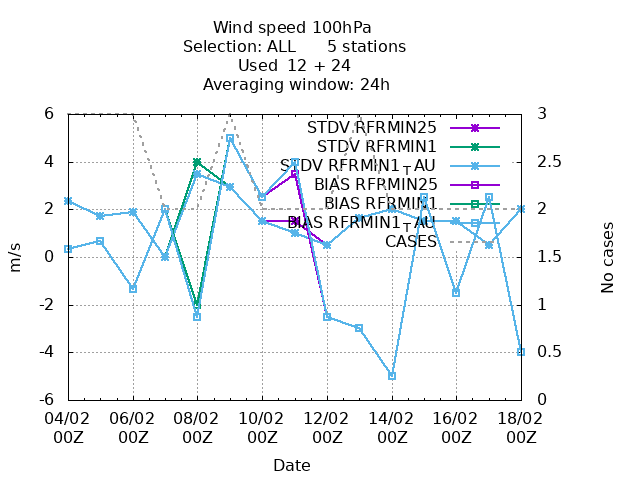 Wind speed 100hPa
Selection: ALL 5 stations
Used 12 + 24
Averaging window: 24h
STDV RFRMIN25
STDV RFRMIN1
STDV RFRMIN1_AU
BIAS RFRMIN25
BIAS RFRMIN1
BIAS RFRMIN1_AU
CASES
6
4
2
0
-2
-4
-6
m/s
3
2.5
2
1.5
1
0.5
0
No cases
04/02 06/02 08/02 10/02 12/02 14/02 16/02 18/02
00Z 00Z 00Z 00Z 00Z 00Z 00Z 00Z
Date